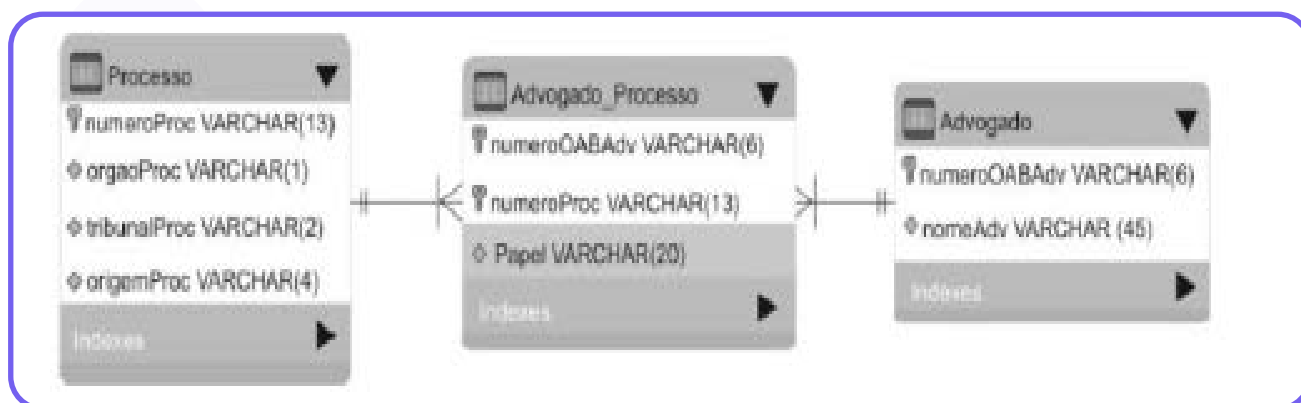 Processo
numeroProc VARCHAR(13)
orgaoProc VARCHAR(1)
tribunalProc VARCHAR(2)
origemProc VARCHAR(4)
Indexes
Advogado_Processo
numeroOABAdv VARCHAR(6)
numeroProc VARCHAR(13)
Papel VARCHAR(20)
Indexes
Advogado
numeroOABAdv VARCHAR(6)
nomeAdv VARCHAR (45)
Indexes